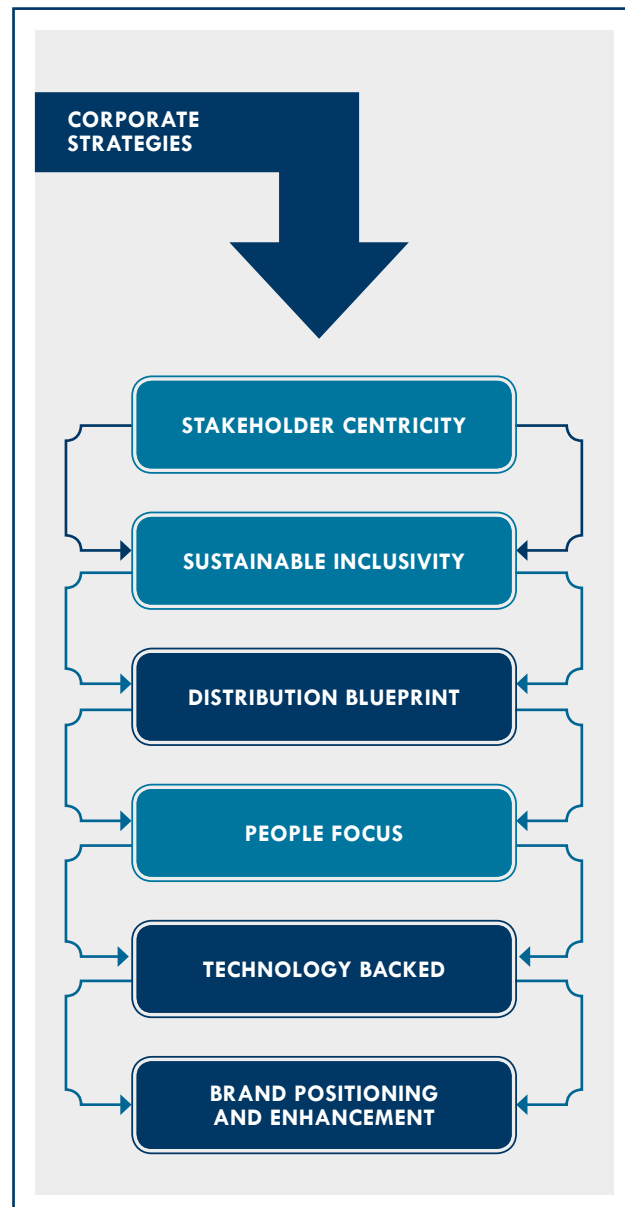 CORPORATE
STRATEGIES
STAKEHOLDER CENTRICITY
SUSTAINABLE INCLUSIVITY
DISTRIBUTION BLUEPRINT
PEOPLE FOCUS
TECHNOLOGY BACKED
BRAND POSITIONING
AND ENHANCEMENT